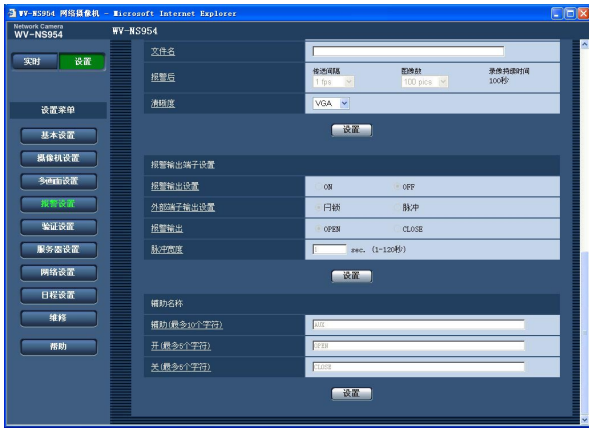 WV-NS954 网络摄像机 - Microsoft Internet Explorer
Network Camera
WV-NS954
WV-NS954
实时 设置
设置菜单
基本设置
摄像机设置
多画面设置
报警设置
验证设置
服务器设置
网络设置
日程设置
维修
帮助
文件名
报警后 传送间隔 图像数 录像持续时间
1 fps 100 pics 100秒
清晰度 VGA
设置
报警输出端子设置
报警输出设置 ON OFF
外部端子输出设置 闩锁 脉冲
报警输出 OPEN CLOSE
脉冲宽度 1 sec. (1-120秒)
设置
辅助名称
辅助(最多10个字符) AUX
开(最多5个字符) OPEN
关(最多5个字符) CLOSE
设置